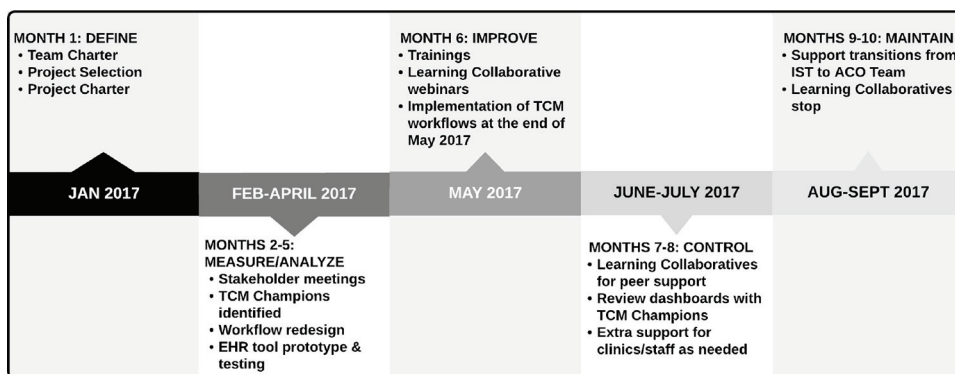 MONTH 1: DEFINE
• Team Charter
• Project Selection
• Project Charter
MONTH 6: IMPROVE
• Trainings
• Learning Collaborative
webinars
• Implementation of TCM
workflows at the end of
May 2017
MONTHS 9-10: MAINTAIN
• Support transitions from
IST to ACO Team
• Learning Collaboratives
stop
JAN 2017
FEB-APRIL 2017
MAY 2017
JUNE-JULY 2017
AUG-SEPT 2017
MONTHS 2-5:
MEASURE/ANALYZE
• Stakeholder meetings
• TCM Champions
identified
• Workflow redesign
• EHR tool prototype &
testing
MONTHS 7-8: CONTROL
• Learning Collaboratives
for peer support
• Review dashboards with
TCM Champions
• Extra support for
clinics/staff as needed